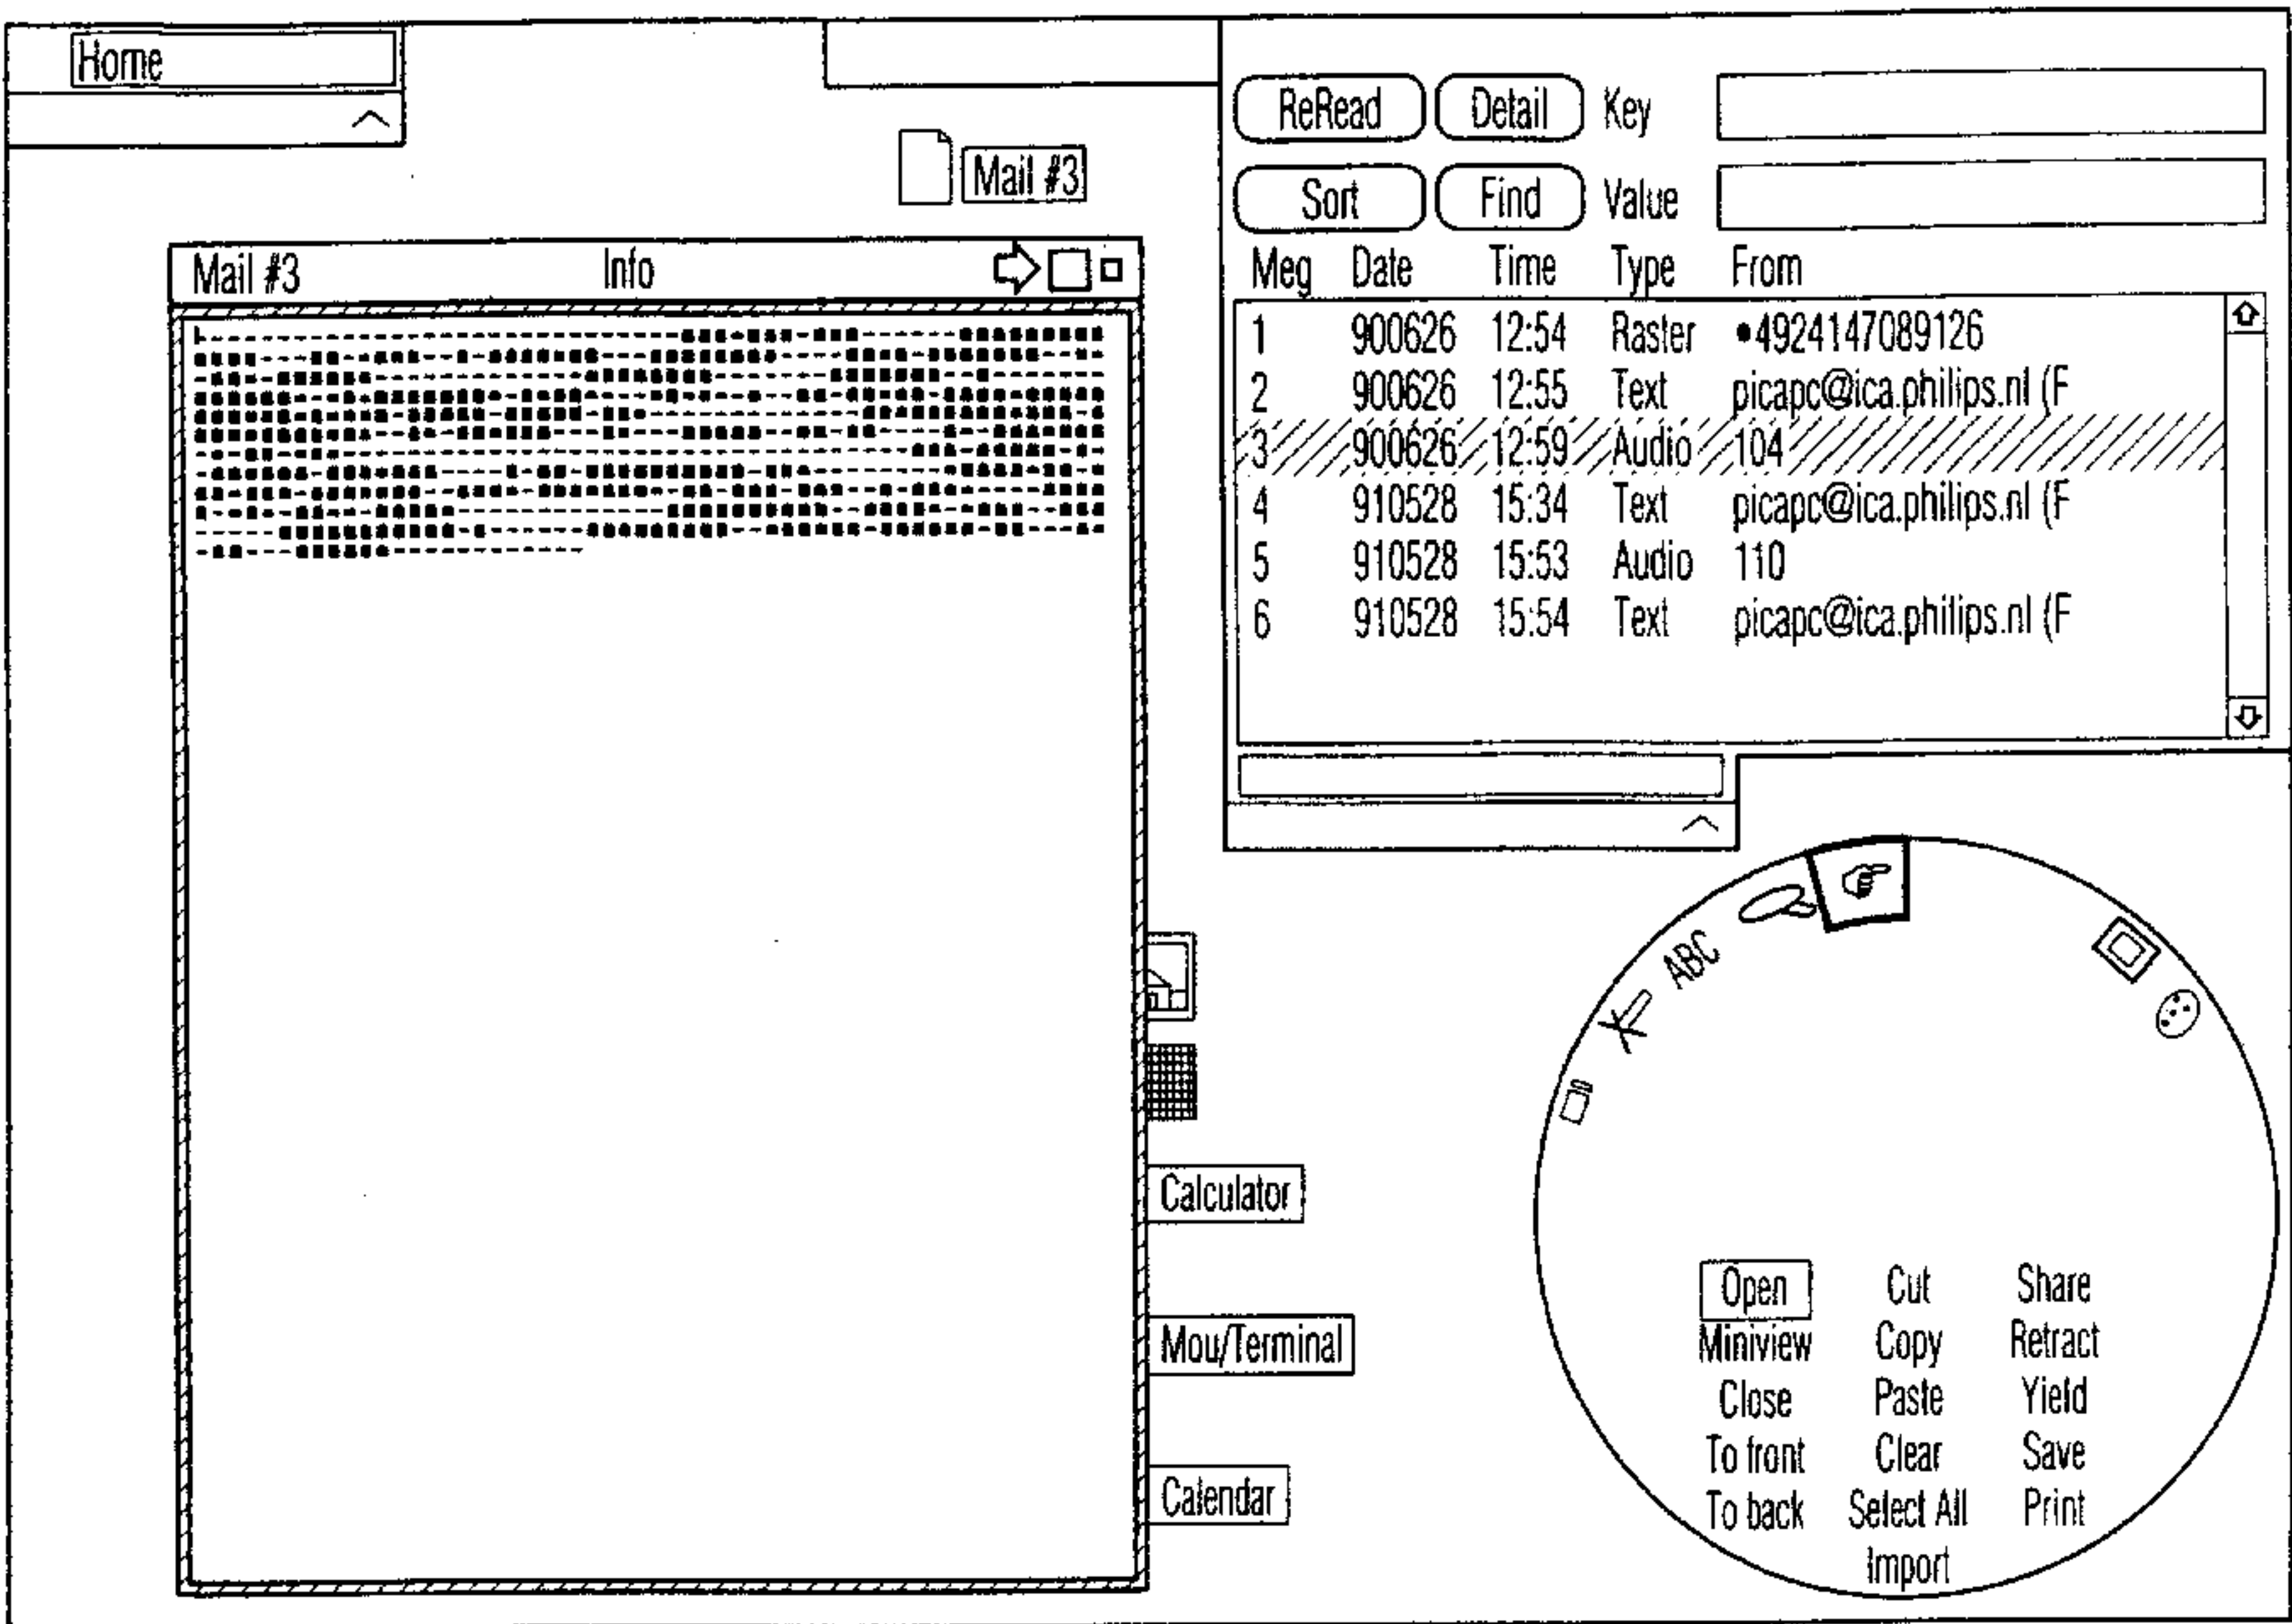 Home
Mail #3
Mail #3 Info
ReRead Detail Key
Sort Find Value
Meg Date Time Type From
1 900626 12:54 Raster •4924147089126
2 900626 12:55 Text picapc@ica.philips.nl (F
3 900626 12:59 Audio 104
4 910528 15:34 Text picapc@ica.philips.nl (F
5 910528 15:53 Audio 110
6 910528 15:54 Text picapc@ica.philips.nl (F
ABC
Calculator
Mou/Terminal
Calendar
Open Cut Share
Miniview Copy Retract
Close Paste Yield
To front Clear Save
To back Select All Print
Import